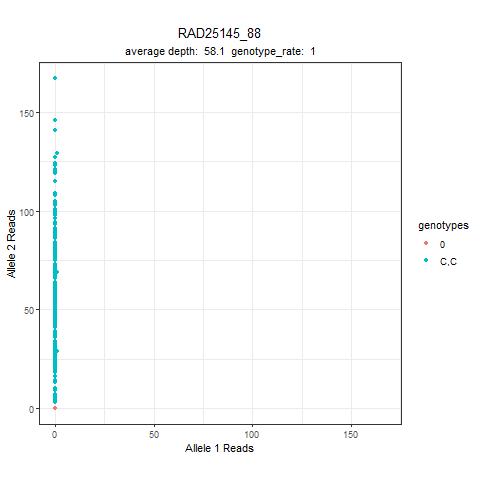 RAD25145_88
average depth:  58.1  genotype_rate:  1
150
100
50
0
Allele 2 Reads
0
50
100
150
Allele 1 Reads
genotypes
0
C,C